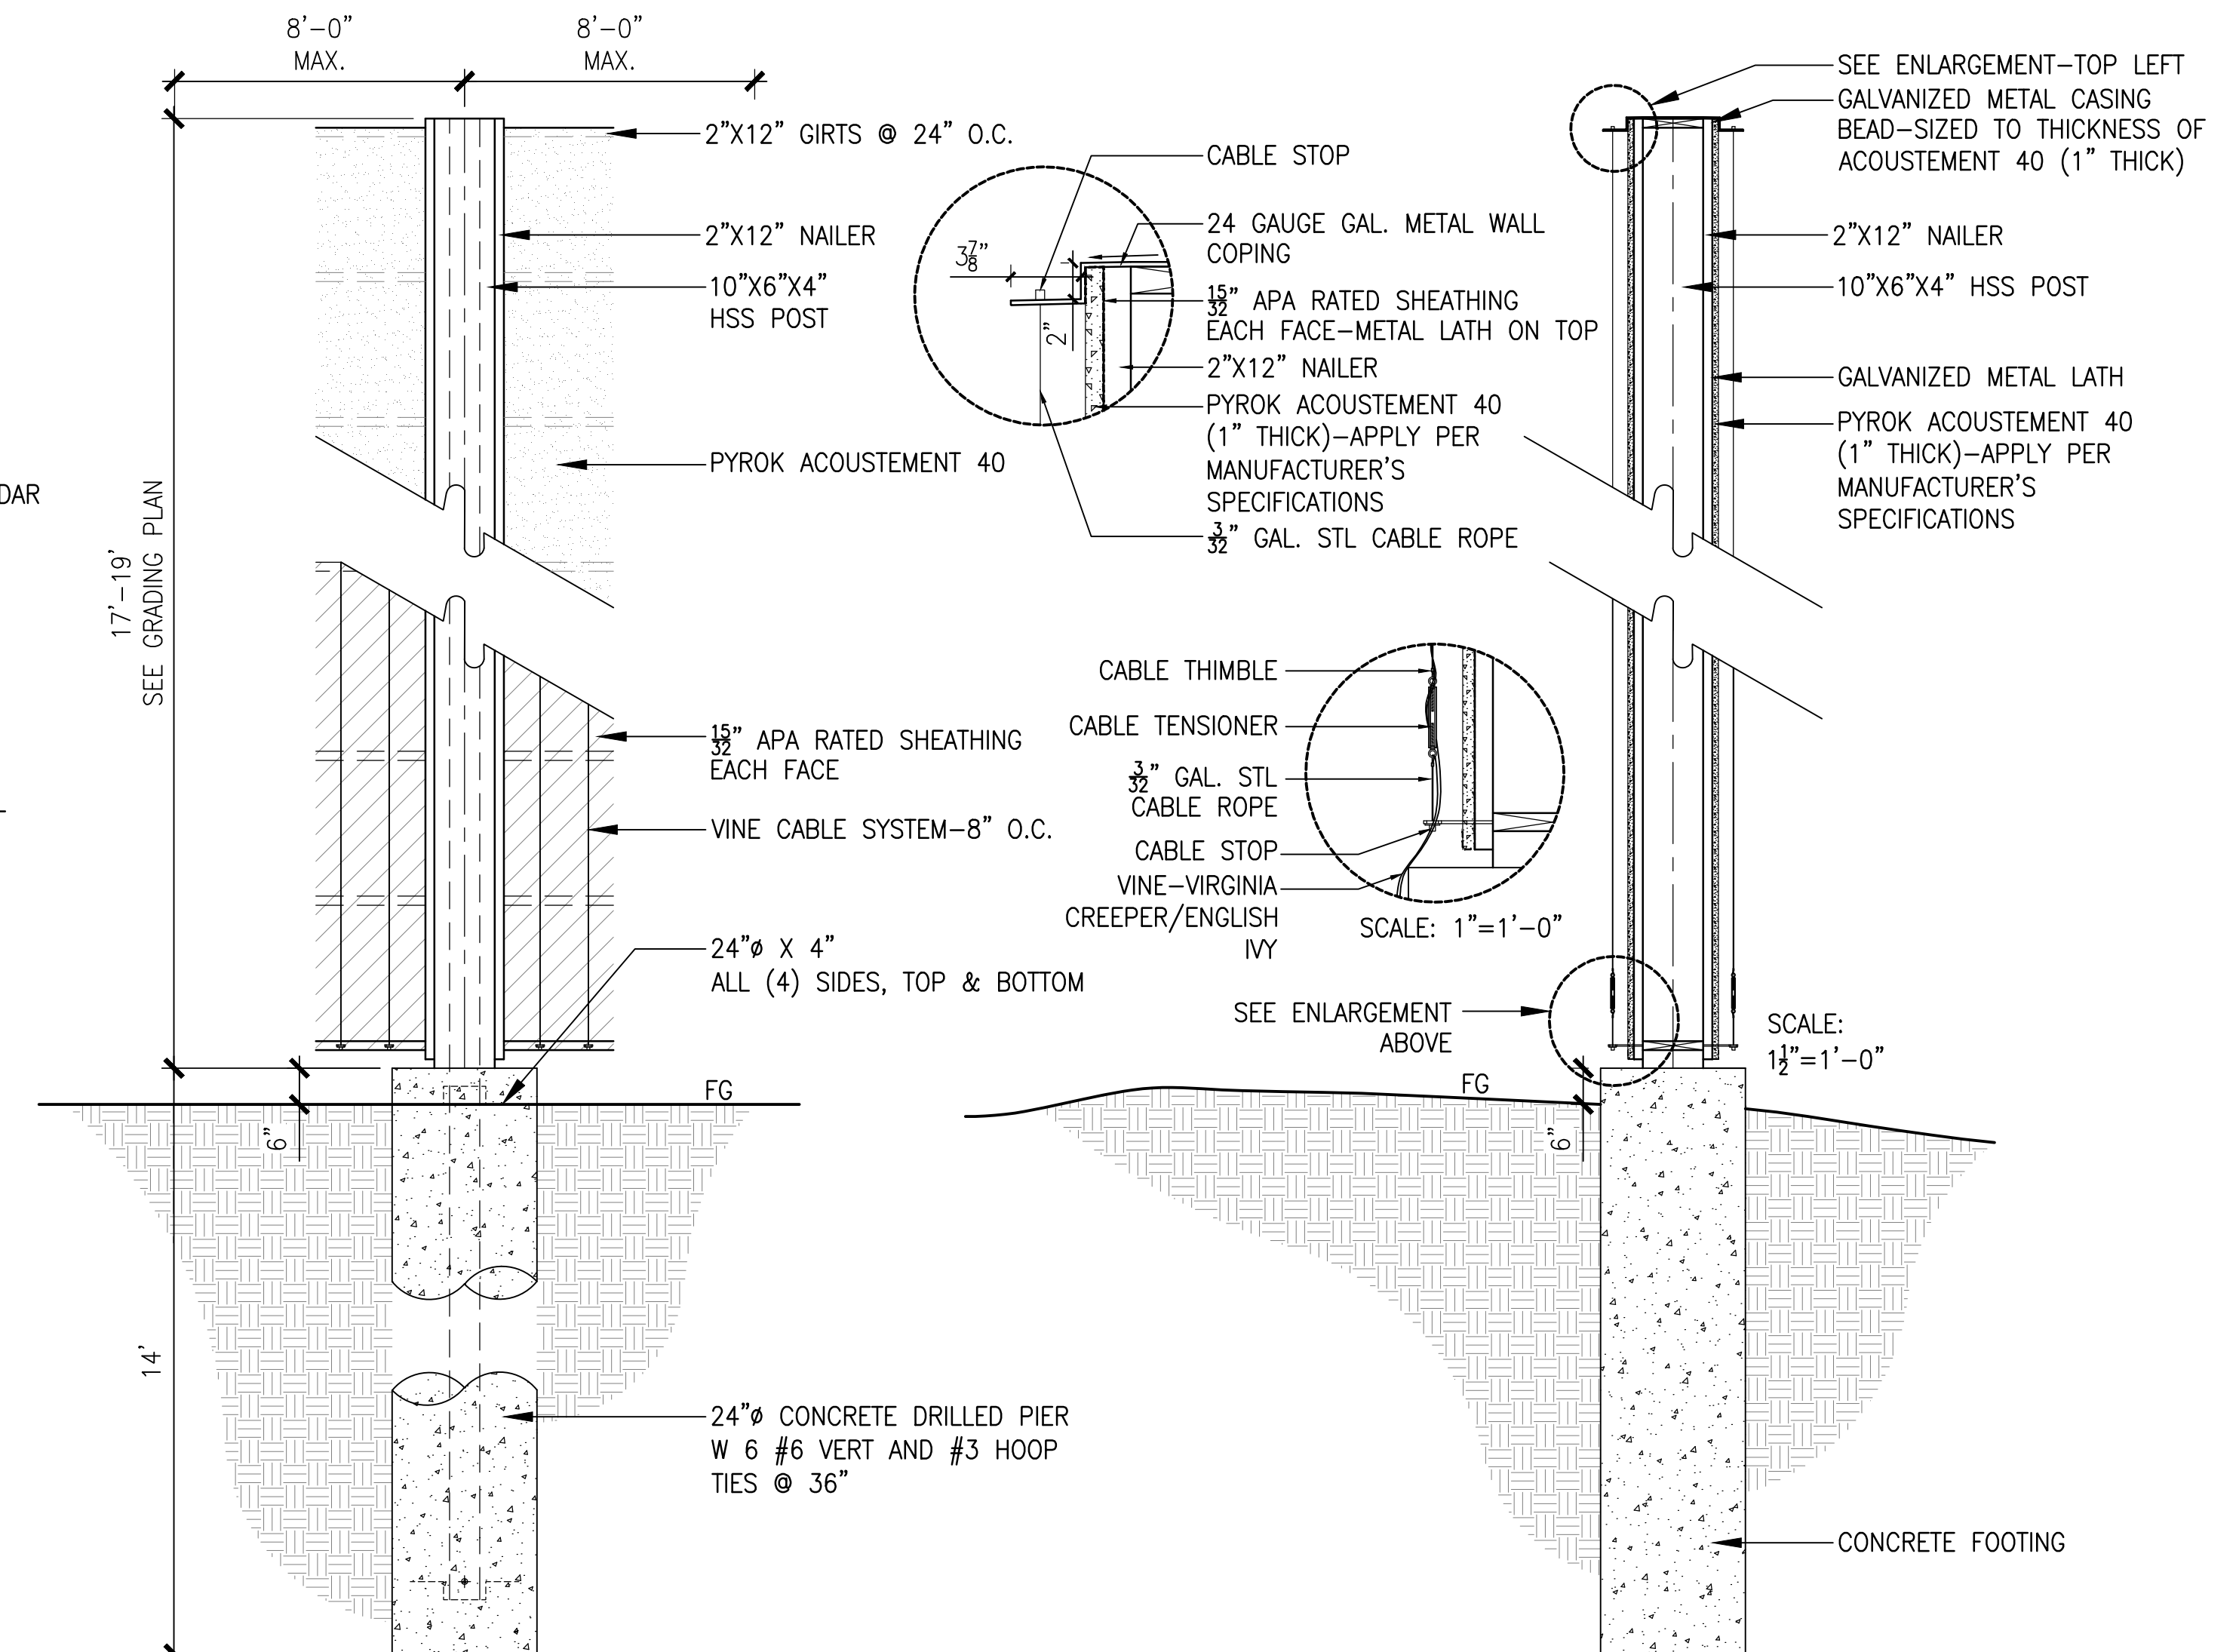 8'-0"
MAX.
8'-0"
MAX.
2"X12" GIRTS @ 24" O.C.
2"X12" NAILER
10"X6"X4"
HSS POST
PYROK ACOUSTEMENT 40
DAR
17'-19'
SEE GRADING PLAN
15/32" APA RATED SHEATHING
EACH FACE
VINE CABLE SYSTEM-8" O.C.
24"ø X 4"
ALL (4) SIDES, TOP & BOTTOM
FG
6"
14'
24"ø CONCRETE DRILLED PIER
W 6 #6 VERT AND #3 HOOP
TIES @ 36"
3 7/8"
2"
CABLE STOP
24 GAUGE GAL. METAL WALL
COPING
15/32" APA RATED SHEATHING
EACH FACE-METAL LATH ON TOP
2"X12" NAILER
PYROK ACOUSTEMENT 40
(1" THICK)-APPLY PER
MANUFACTURER'S
SPECIFICATIONS
3/32" GAL. STL CABLE ROPE
CABLE THIMBLE
CABLE TENSIONER
3/32" GAL. STL
CABLE ROPE
CABLE STOP
VINE-VIRGINIA
CREEPER/ENGLISH
IVY
SCALE: 1"=1'-0"
SEE ENLARGEMENT
ABOVE
SEE ENLARGEMENT-TOP LEFT
GALVANIZED METAL CASING
BEAD-SIZED TO THICKNESS OF
ACOUSTEMENT 40 (1" THICK)
2"X12" NAILER
10"X6"X4" HSS POST
GALVANIZED METAL LATH
PYROK ACOUSTEMENT 40
(1" THICK)-APPLY PER
MANUFACTURER'S
SPECIFICATIONS
SCALE:
1 1/2"=1'-0"
FG
6"
CONCRETE FOOTING